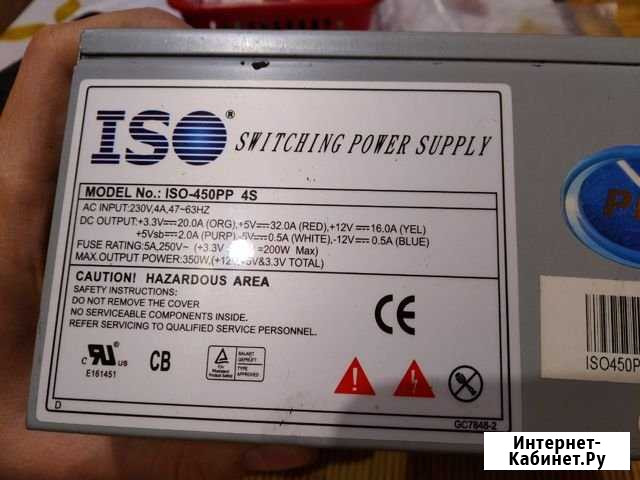 ISO® SWITCHING POWER SUPPLY
MODEL No.: ISO-450PP 4S
AC INPUT:230V,4A,47~63HZ
DC OUTPUT:+3.3V 20.0A (ORG),+5V 32.0A (RED),+12V 16.0A (YEL)
+5Vsb 2.0A (PURP),-5V 0.5A (WHITE),-12V 0.5A (BLUE)
FUSE RATING:5A,250V~ (+3.3V =200W Max)
MAX.OUTPUT POWER:350W,(+12V,+5V&3.3V TOTAL)
CAUTION! HAZARDOUS AREA
SAFETY INSTRUCTIONS:
DO NOT REMOVE THE COVER
NO SERVICEABLE COMPONENTS INSIDE.
REFER SERVICING TO QUALIFIED SERVICE PERSONNEL.
CE
c RU US
E161451
CB
BAUART
GEPRÜFT
TYPE
APPROVED
D
GC7848-2
ISO450P
Интернет-
Кабинет.Ру